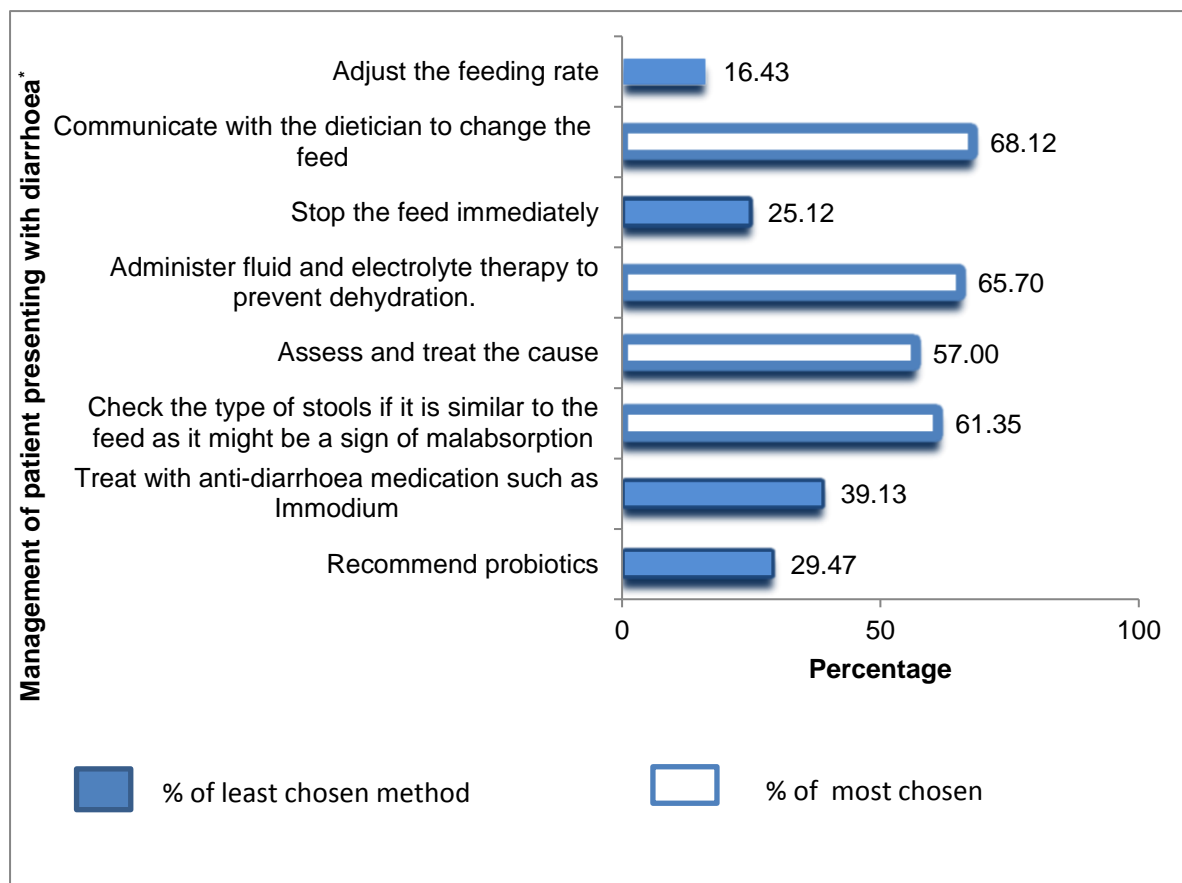 Management of patient presenting with diarrhoea*
Adjust the feeding rate
16.43
Communicate with the dietician to change the
feed
68.12
Stop the feed immediately
25.12
Administer fluid and electrolyte therapy to
prevent dehydration.
65.70
Assess and treat the cause
57.00
Check the type of stools if it is similar to the
feed as it might be a sign of malabsorption
61.35
Treat with anti-diarrhoea medication such as
Immodium
39.13
Recommend probiotics
29.47
0 50 100
Percentage
% of least chosen method
% of most chosen